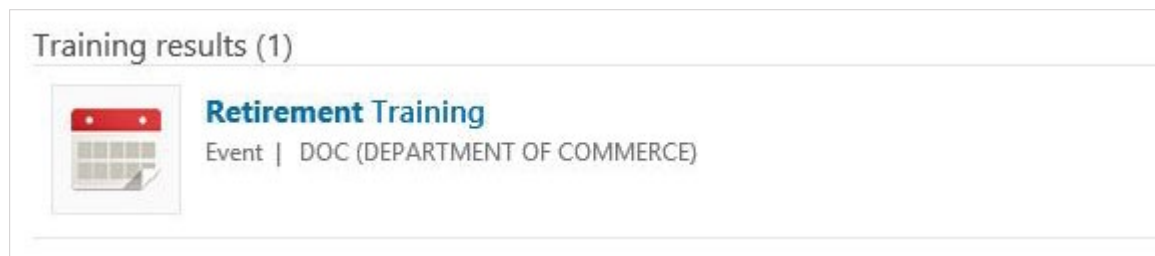 Training results (1)
Retirement Training
Event | DOC (DEPARTMENT OF COMMERCE)